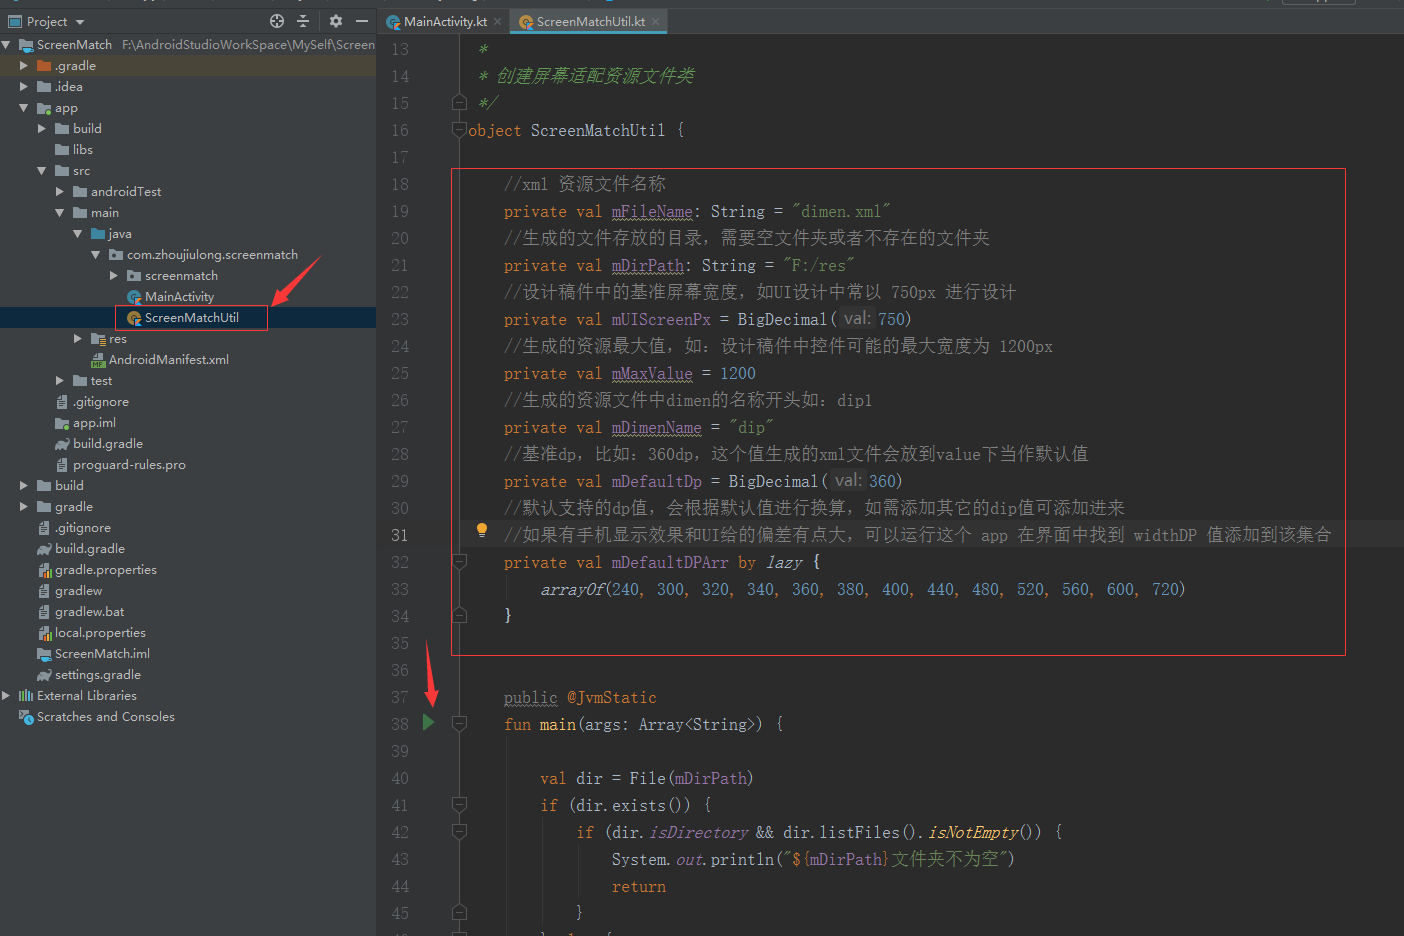 Project
ScreenMatch F:\AndroidStudioWorkSpace\MySelf\Screen
.gradle
.idea
app
build
libs
src
androidTest
main
java
com.zhoujiulong.screenmatch
screenmatch
MainActivity
ScreenMatchUtil
res
AndroidManifest.xml
test
.gitignore
app.iml
build.gradle
proguard-rules.pro
build
gradle
.gitignore
build.gradle
gradle.properties
gradlew
gradlew.bat
local.properties
ScreenMatch.iml
settings.gradle
External Libraries
Scratches and Consoles
MainActivity.kt ScreenMatchUtil.kt
13 *
14 * 创建屏幕适配资源文件类
15 */
16 object ScreenMatchUtil {
17
18 //xml 资源文件名称
19 private val mFileName: String = "dimen.xml"
20 //生成的文件存放的目录，需要空文件夹或者不存在的文件夹
21 private val mDirPath: String = "F:/res"
22 //设计稿件中的基准屏幕宽度，如UI设计中常以 750px 进行设计
23 private val mUIScreenPx = BigDecimal( val: 750)
24 //生成的资源最大值，如：设计稿件中控件可能的最大宽度为 1200px
25 private val mMaxValue = 1200
26 //生成的资源文件中dimen的名称开头如：dip1
27 private val mDimenName = "dip"
28 //基准dp，比如：360dp，这个值生成的xml文件会放到value下当作默认值
29 private val mDefaultDp = BigDecimal( val: 360)
30 //默认支持的dp值，会根据默认值进行换算，如需添加其它的dip值可添加进来
31 //如果有手机显示效果和UI给的偏差有点大，可以运行这个 app 在界面中找到 widthDP 值添加到该集合
32 private val mDefaultDPArr by lazy {
33 arrayOf(240, 300, 320, 340, 360, 380, 400, 440, 480, 520, 560, 600, 720)
34 }
35
36
37 public @JvmStatic
38 fun main(args: Array<String>) {
39
40 val dir = File(mDirPath)
41 if (dir.exists()) {
42 if (dir.isDirectory && dir.listFiles().isNotEmpty()) {
43 System.out.println("${mDirPath}文件夹不为空")
44 return
45 }